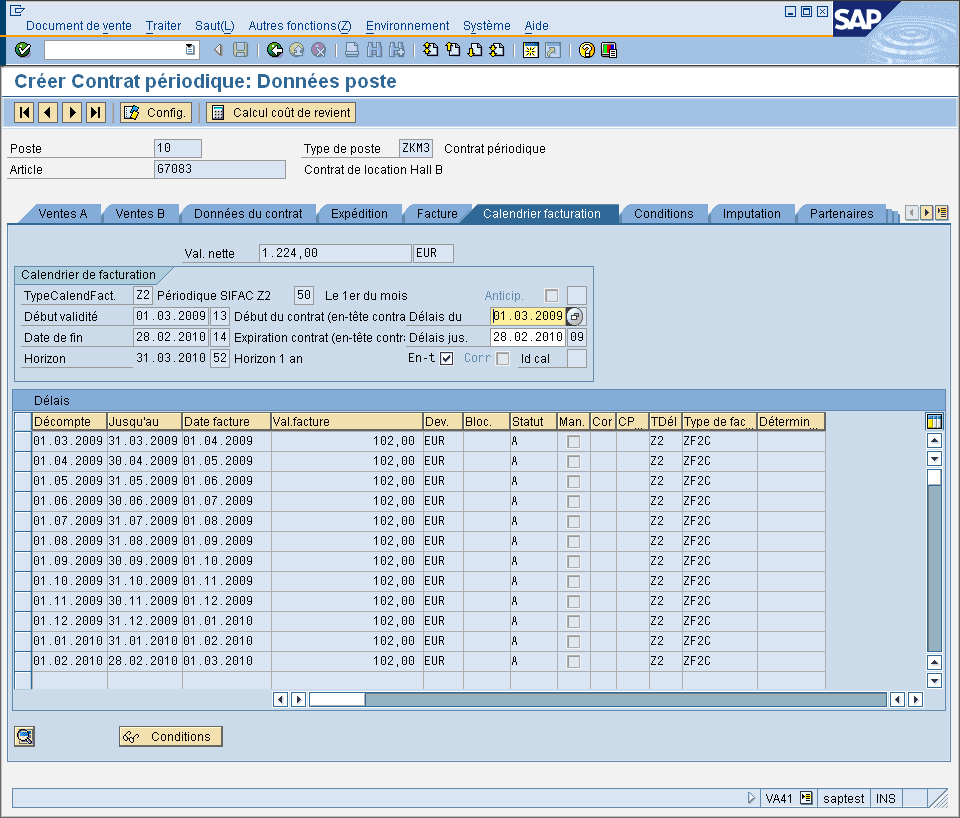 Document de vente Traiter Saut(L) Autres fonctions(Z) Environnement Système Aide
SAP
Créer Contrat périodique: Données poste
Config. Calcul coût de revient
Poste 10 Type de poste ZKM3 Contrat périodique
Article G7083 Contrat de location Hall B
Ventes A Ventes B Données du contrat Expédition Facture Calendrier facturation Conditions Imputation Partenaires
Val. nette 1.224,00 EUR
Calendrier de facturation
TypeCalendFact. Z2 Périodique SIFAC Z2 50 Le 1er du mois Anticip.
Début validité 01.03.2009 13 Début du contrat (en-tête contra Délais du 01.03.2009
Date de fin 28.02.2010 14 Expiration contrat (en-tête contr: Délais jus. 28.02.2010 09
Horizon 31.03.2010 52 Horizon 1 an En-t Corr Id cal
Délais
Décompte Jusqu'au Date facture Val.facture Dev. Bloc. Statut Man. Cor CP... TDél Type de fac... Détermin...
01.03.2009 31.03.2009 01.04.2009 102,00 EUR A Z2 ZF2C
01.04.2009 30.04.2009 01.05.2009 102,00 EUR A Z2 ZF2C
01.05.2009 31.05.2009 01.06.2009 102,00 EUR A Z2 ZF2C
01.06.2009 30.06.2009 01.07.2009 102,00 EUR A Z2 ZF2C
01.07.2009 31.07.2009 01.08.2009 102,00 EUR A Z2 ZF2C
01.08.2009 31.08.2009 01.09.2009 102,00 EUR A Z2 ZF2C
01.09.2009 30.09.2009 01.10.2009 102,00 EUR A Z2 ZF2C
01.10.2009 31.10.2009 01.11.2009 102,00 EUR A Z2 ZF2C
01.11.2009 30.11.2009 01.12.2009 102,00 EUR A Z2 ZF2C
01.12.2009 31.12.2009 01.01.2010 102,00 EUR A Z2 ZF2C
01.01.2010 31.01.2010 01.02.2010 102,00 EUR A Z2 ZF2C
01.02.2010 28.02.2010 01.03.2010 102,00 EUR A Z2 ZF2C
Conditions
VA41 saptest INS